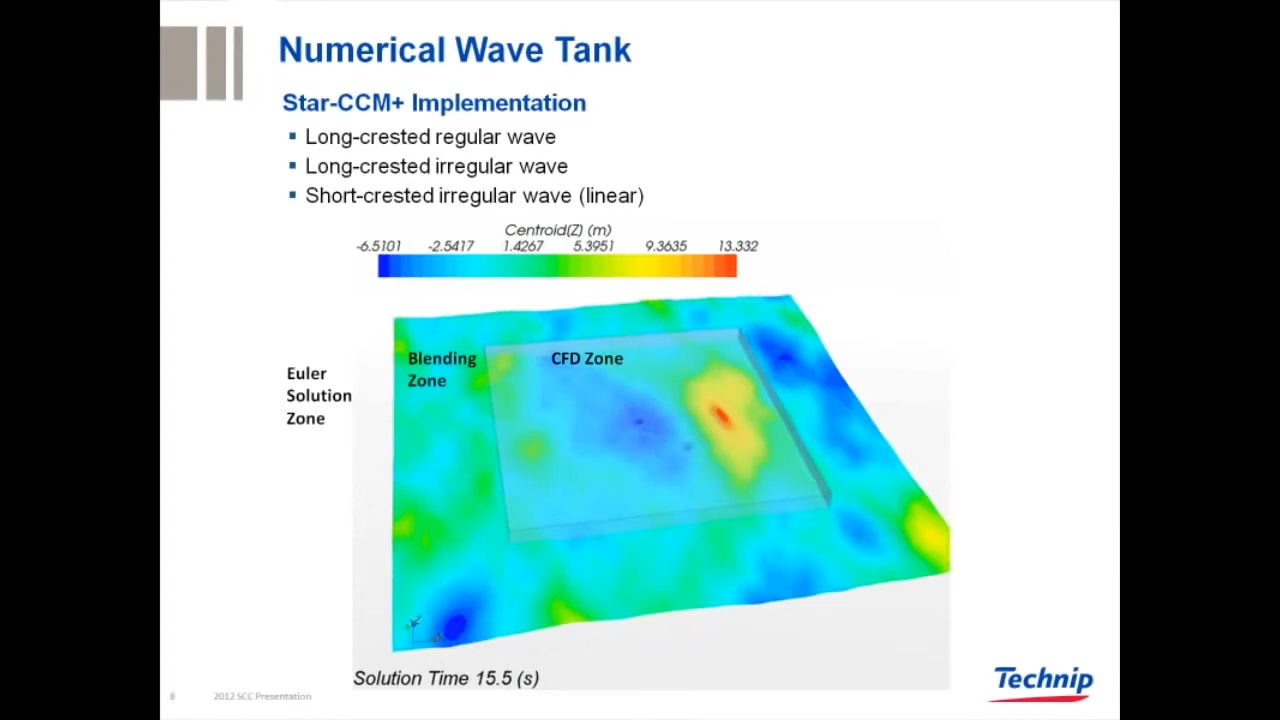 Numerical Wave Tank
Star-CCM+ Implementation
Long-crested regular wave
Long-crested irregular wave
Short-crested irregular wave (linear)
Centroid(Z) (m)
-6.5101 -2.5417 1.4267 5.3951 9.3635 13.332
Blending
Zone
CFD Zone
Euler
Solution
Zone
Solution Time 15.5 (s)
8 2012 SCC Presentation
Technip